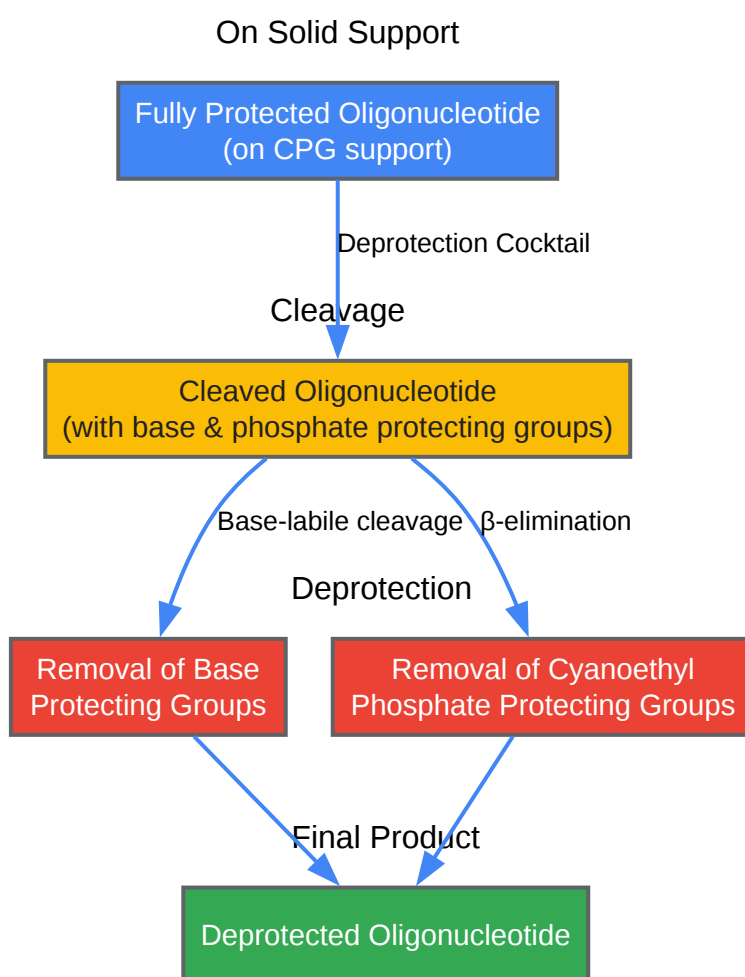 On Solid Support
Fully Protected Oligonucleotide
(on CPG support)
Deprotection Cocktail
Cleavage
Cleaved Oligonucleotide
(with base & phosphate protecting groups)
Base-labile cleavage
β-elimination
Deprotection
Removal of Base
Protecting Groups
Removal of Cyanoethyl
Phosphate Protecting Groups
Final Product
Deprotected Oligonucleotide